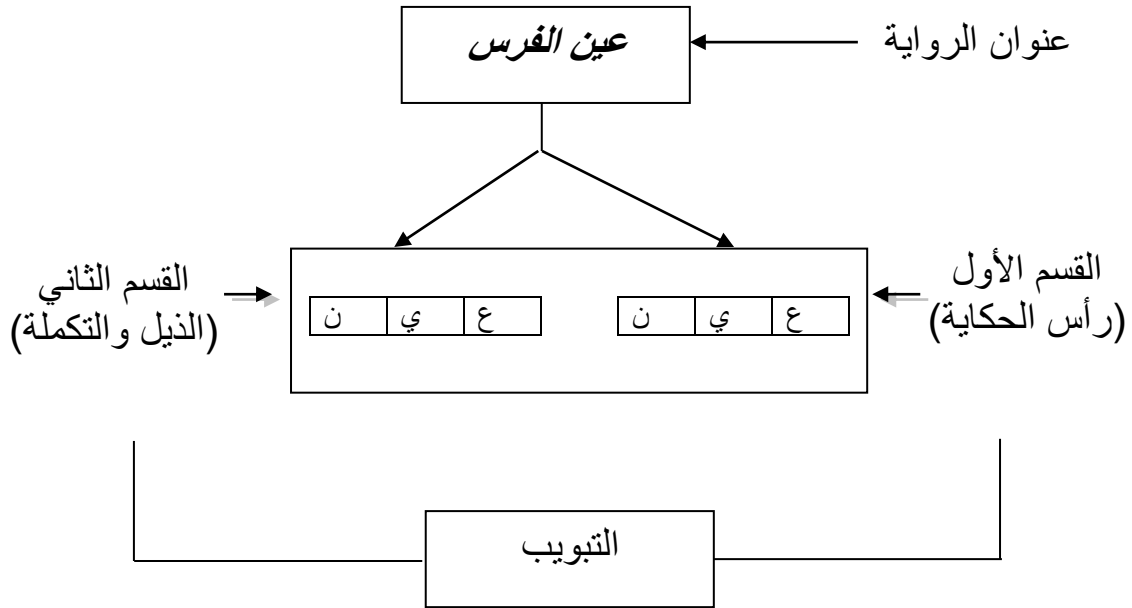 عنوان الرواية
عين الفرس
القسم الأول
(رأس الحكاية)
ع ي ن
ع ي ن
القسم الثاني
(الذيل والتكملة)
التبويب